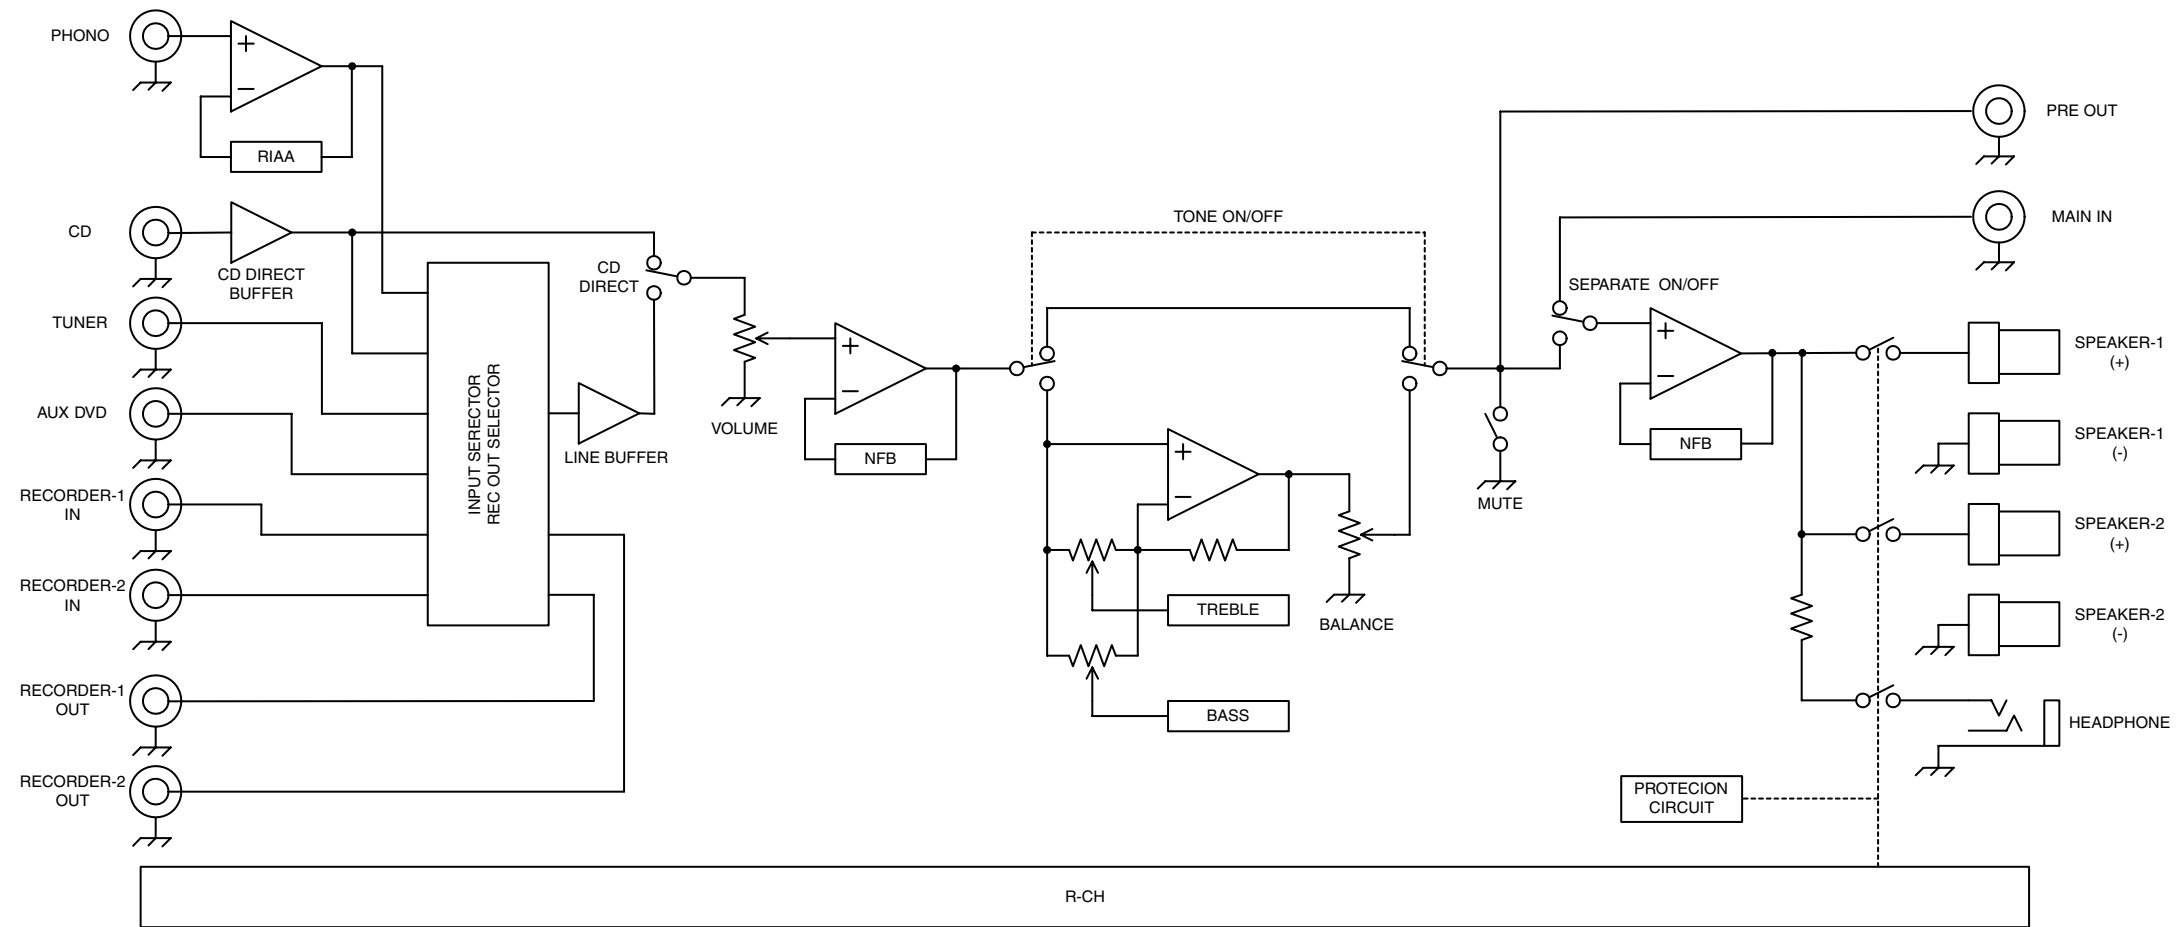 PHONO
+
−
RIAA
PRE OUT
CD
CD DIRECT
BUFFER
CD
DIRECT
TONE ON/OFF
MAIN IN
SEPARATE ON/OFF
TUNER
AUX DVD
RECORDER-1
IN
RECORDER-2
IN
RECORDER-1
OUT
RECORDER-2
OUT
INPUT SERECTOR
REC OUT SELECTOR
LINE BUFFER
VOLUME
+
−
NFB
+
−
TREBLE
BASS
BALANCE
MUTE
+
−
NFB
SPEAKER-1
(+)
SPEAKER-1
(-)
SPEAKER-2
(+)
SPEAKER-2
(-)
HEADPHONE
PROTECION
CIRCUIT
R-CH